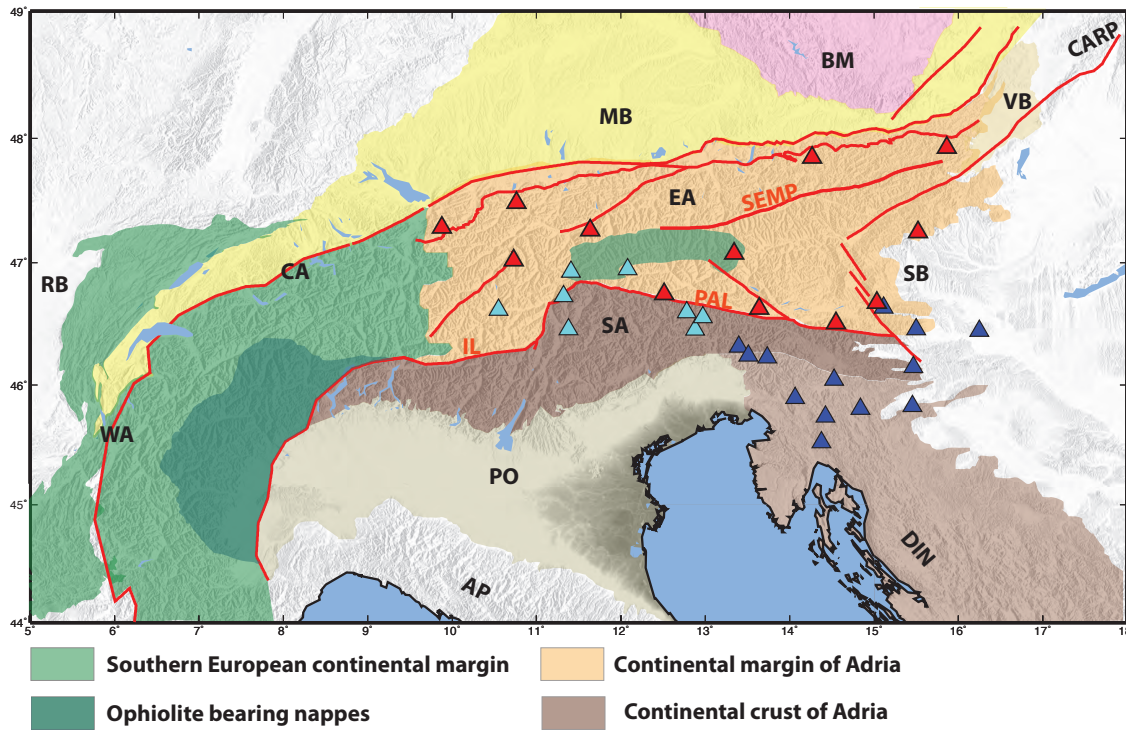 49˚
BM
CARP
VB
MB
48˚
EA
SEMP
47˚
RB
CA
SB
PAL
SA
IL
46˚
WA
PO
45˚
DIN
AP
44˚
5˚ 6˚ 7˚ 8˚ 9˚ 10˚ 11˚ 12˚ 13˚ 14˚ 15˚ 16˚ 17˚
Southern European continental margin
Continental margin of Adria
Ophiolite bearing nappes
Continental crust of Adria